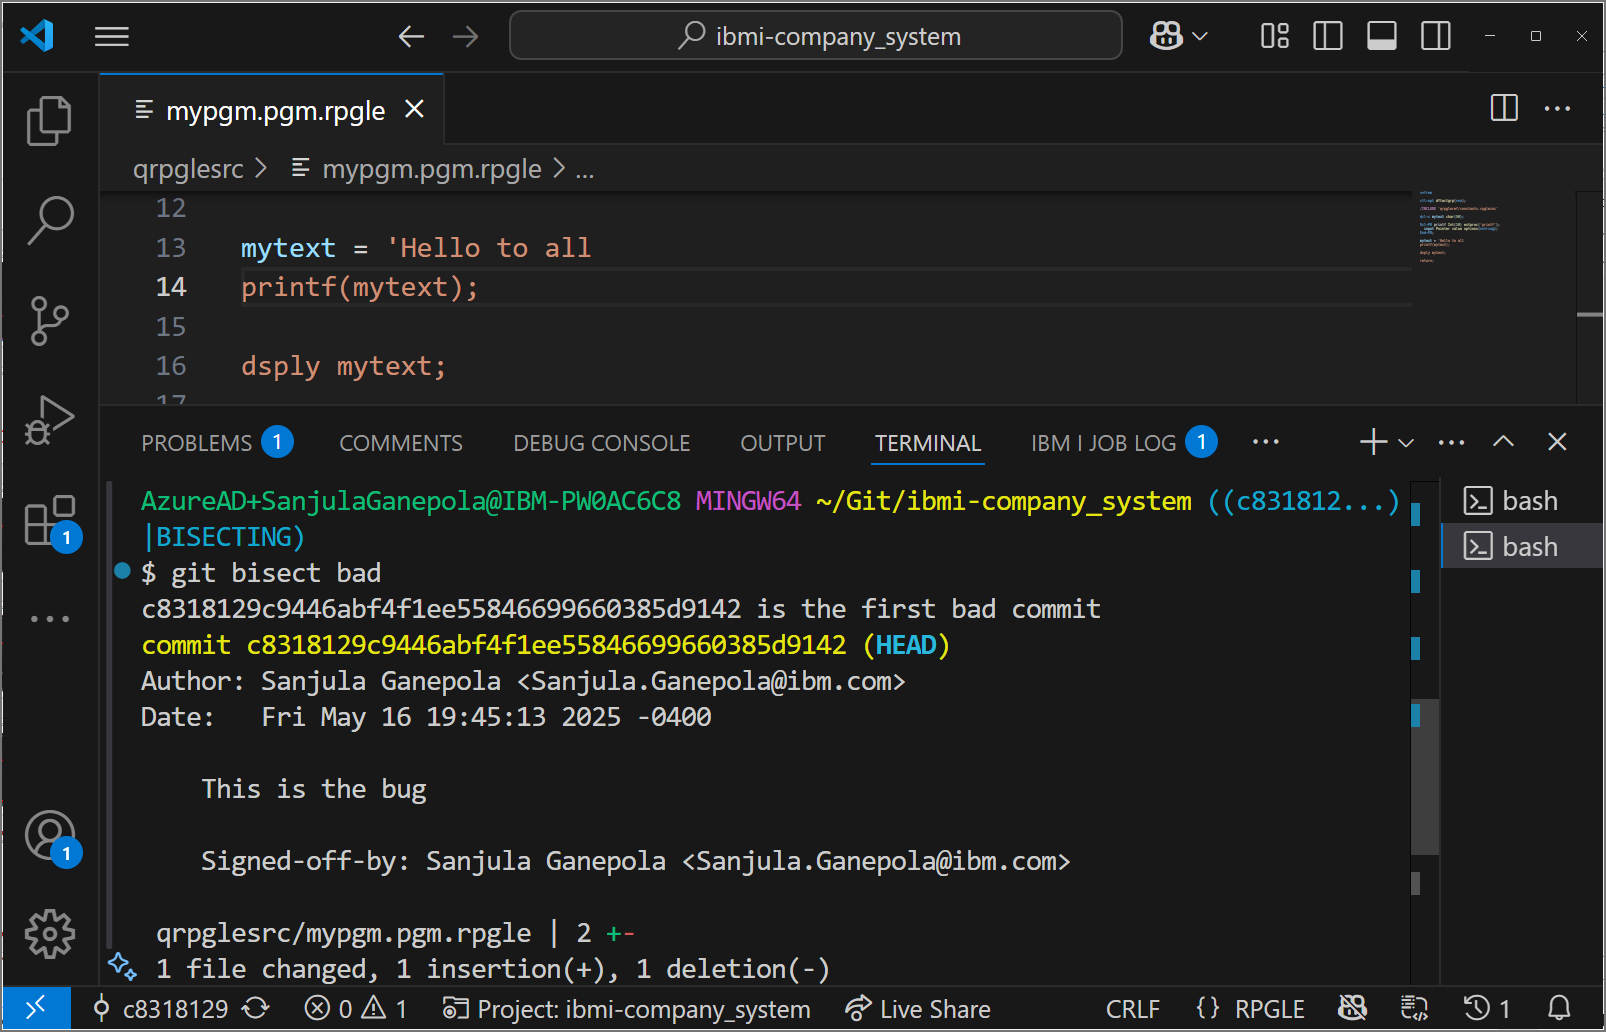 ibmi-company_system
mypgm.pgm.rpgle
qrpglesrc > mypgm.pgm.rpgle > ...
12
13 mytext = 'Hello to all
14 printf(mytext);
15
16 dsply mytext;
17
PROBLEMS 1 COMMENTS DEBUG CONSOLE OUTPUT TERMINAL IBM I JOB LOG 1
AzureAD+SanjulaGanepola@IBM-PW0AC6C8 MINGW64 ~/Git/ibmi-company_system ((c831812...)
|BISECTING)
$ git bisect bad
c8318129c9446abf4f1ee55846699660385d9142 is the first bad commit
commit c8318129c9446abf4f1ee55846699660385d9142 (HEAD)
Author: Sanjula Ganepola <Sanjula.Ganepola@ibm.com>
Date:   Fri May 16 19:45:13 2025 -0400
This is the bug
Signed-off-by: Sanjula Ganepola <Sanjula.Ganepola@ibm.com>
qrpglesrc/mypgm.pgm.rpgle | 2 +-
1 file changed, 1 insertion(+), 1 deletion(-)
bash
bash
1
1
c8318129 0 1 Project: ibmi-company_system Live Share CRLF {} RPGLE 1